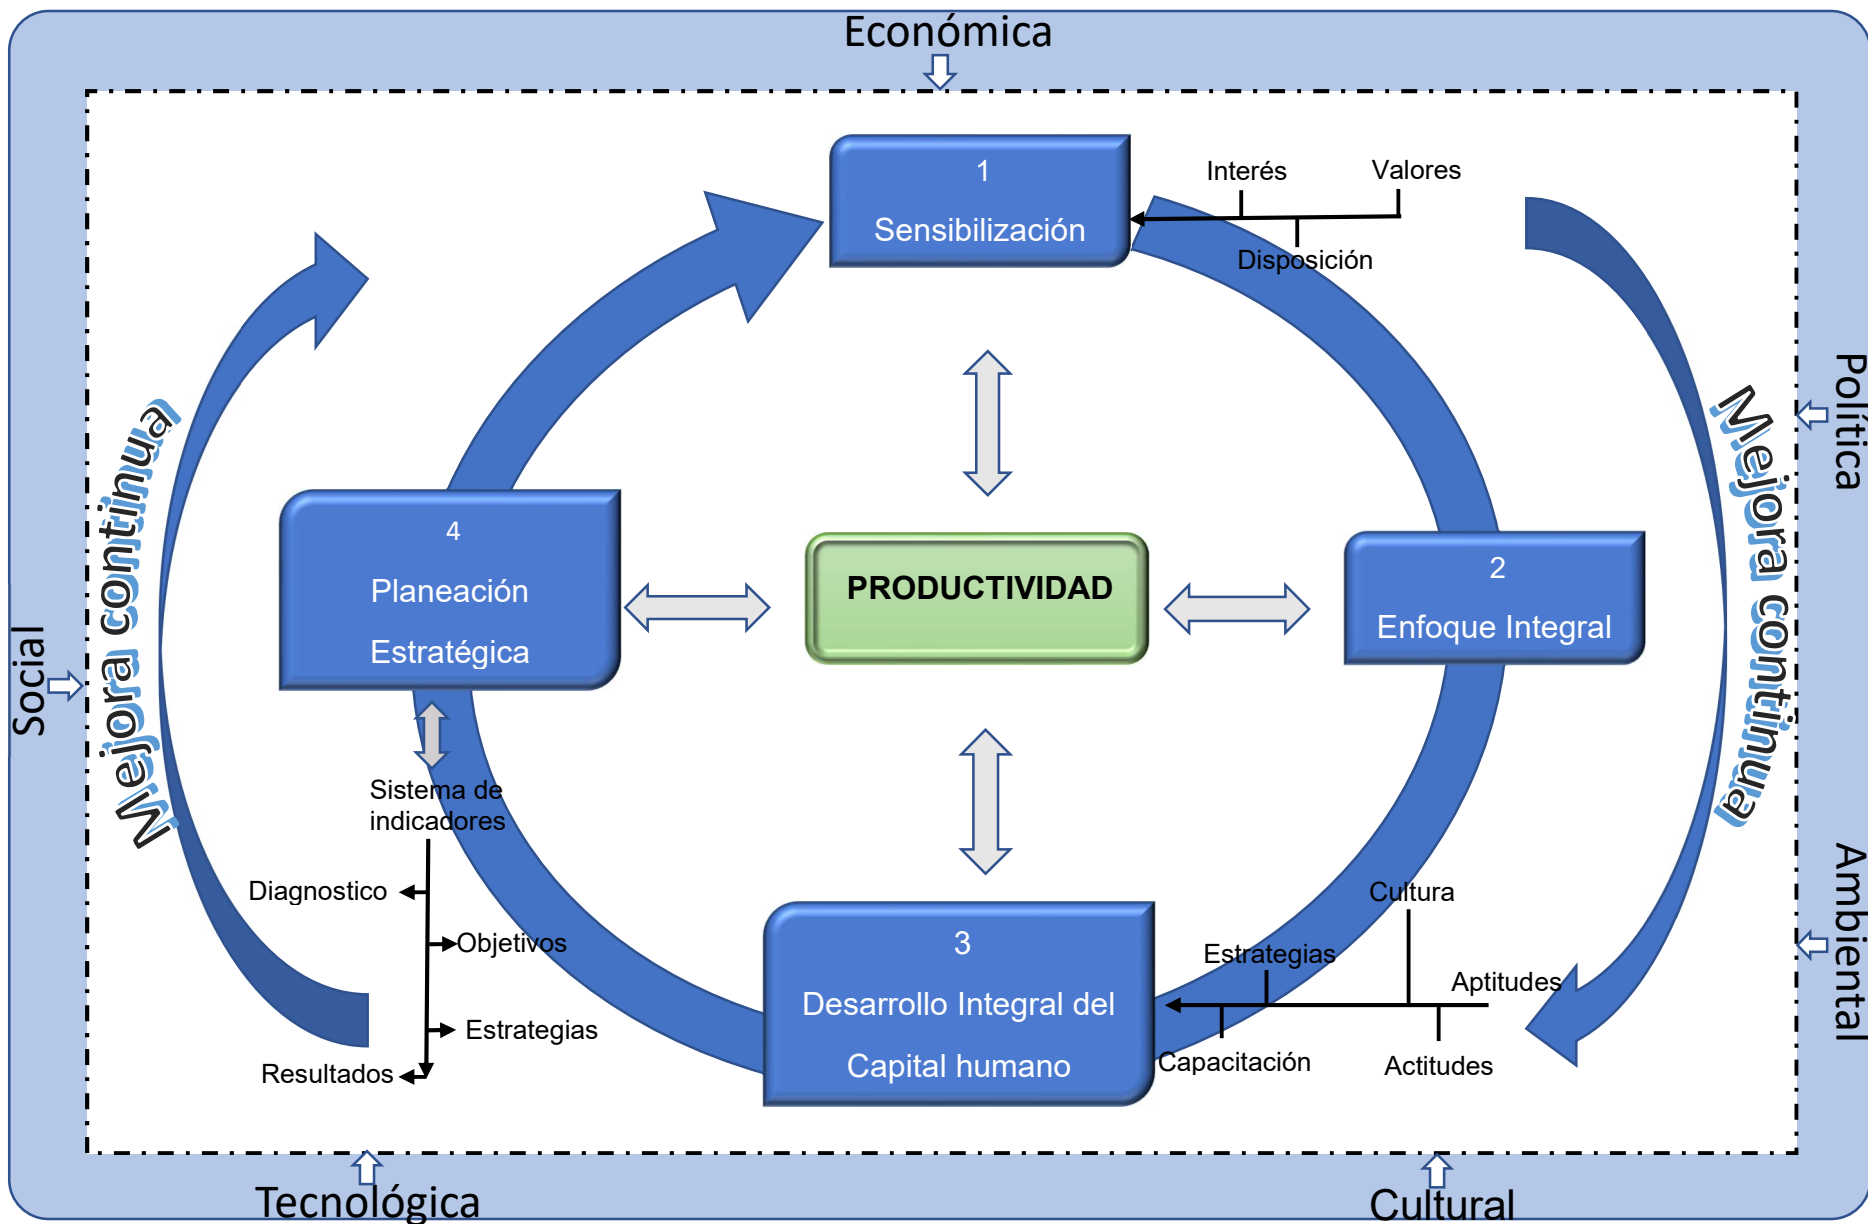 Económica
1
Sensibilización
Interés
Valores
Disposición
Política
Mejora continua
Mejora continua
4
Planeación
Estratégica
PRODUCTIVIDAD
2
Enfoque Integral
Social
Sistema de
indicadores
Diagnostico
Objetivos
Estrategias
Resultados
3
Desarrollo Integral del
Capital humano
Cultura
Estrategias
Aptitudes
Capacitación
Actitudes
Ambiental
Tecnológica
Cultural